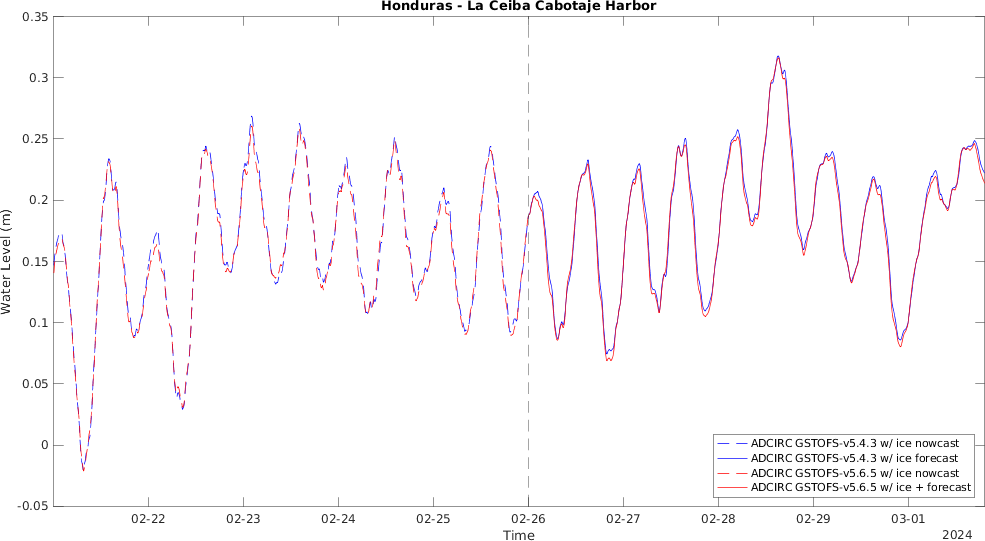 Honduras - La Ceiba Cabotaje Harbor
0.35
0.3
0.25
0.2
0.15
0.1
0.05
0
-0.05
Water Level (m)
02-22 02-23 02-24 02-25 02-26 02-27 02-28 02-29 03-01
Time
2024
ADCIRC GSTOFS-v5.4.3 w/ ice nowcast
ADCIRC GSTOFS-v5.4.3 w/ ice forecast
ADCIRC GSTOFS-v5.6.5 w/ ice nowcast
ADCIRC GSTOFS-v5.6.5 w/ ice + forecast